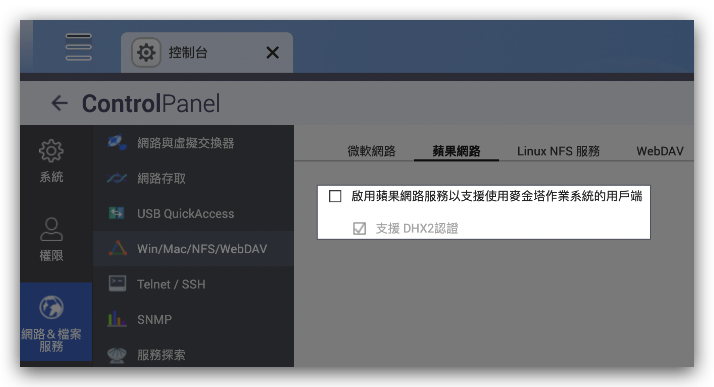 控制台
ControlPanel
系統
權限
網路 & 檔案
服務
網路與虛擬交換器
網路存取
USB QuickAccess
Win/Mac/NFS/WebDAV
Telnet / SSH
SNMP
服務探索
微軟網路 蘋果網路 Linux NFS 服務 WebDAV
啟用蘋果網路服務以支援使用麥金塔作業系統的用戶端
支援 DHX2認證